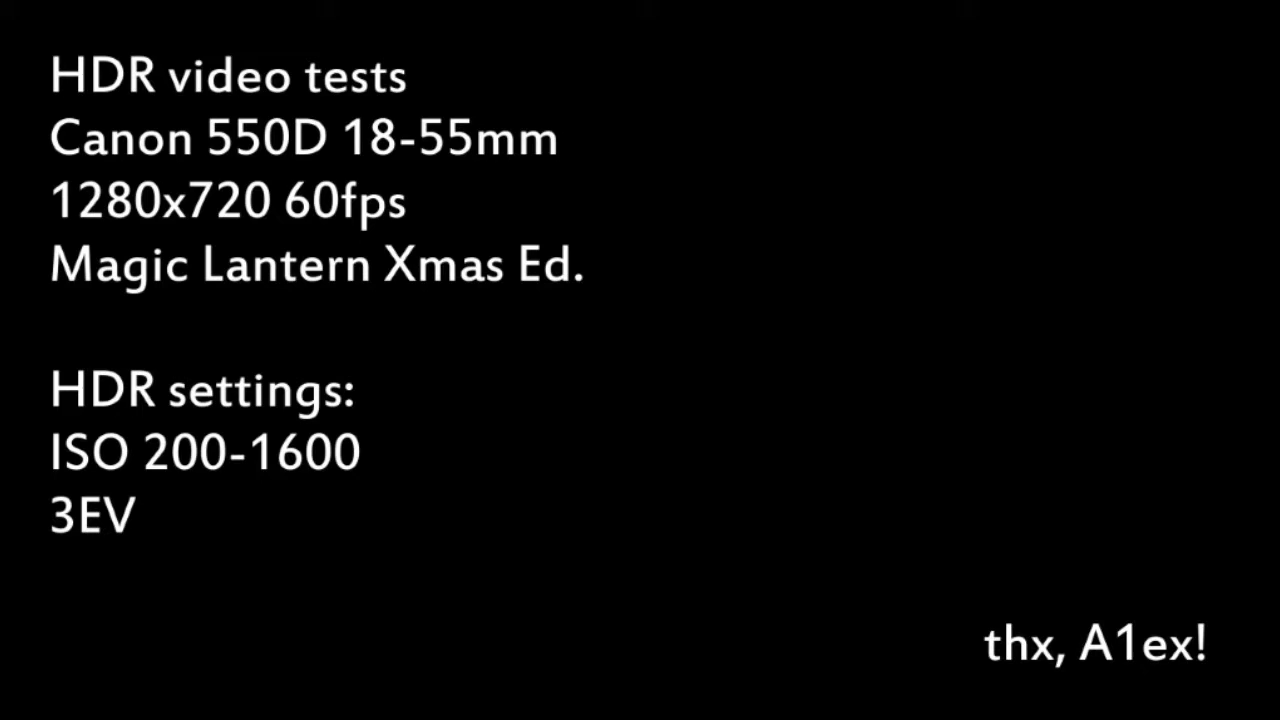 HDR video tests
Canon 550D 18-55mm
1280x720 60fps
Magic Lantern Xmas Ed.
HDR settings:
ISO 200-1600
3EV
thx, A1ex!